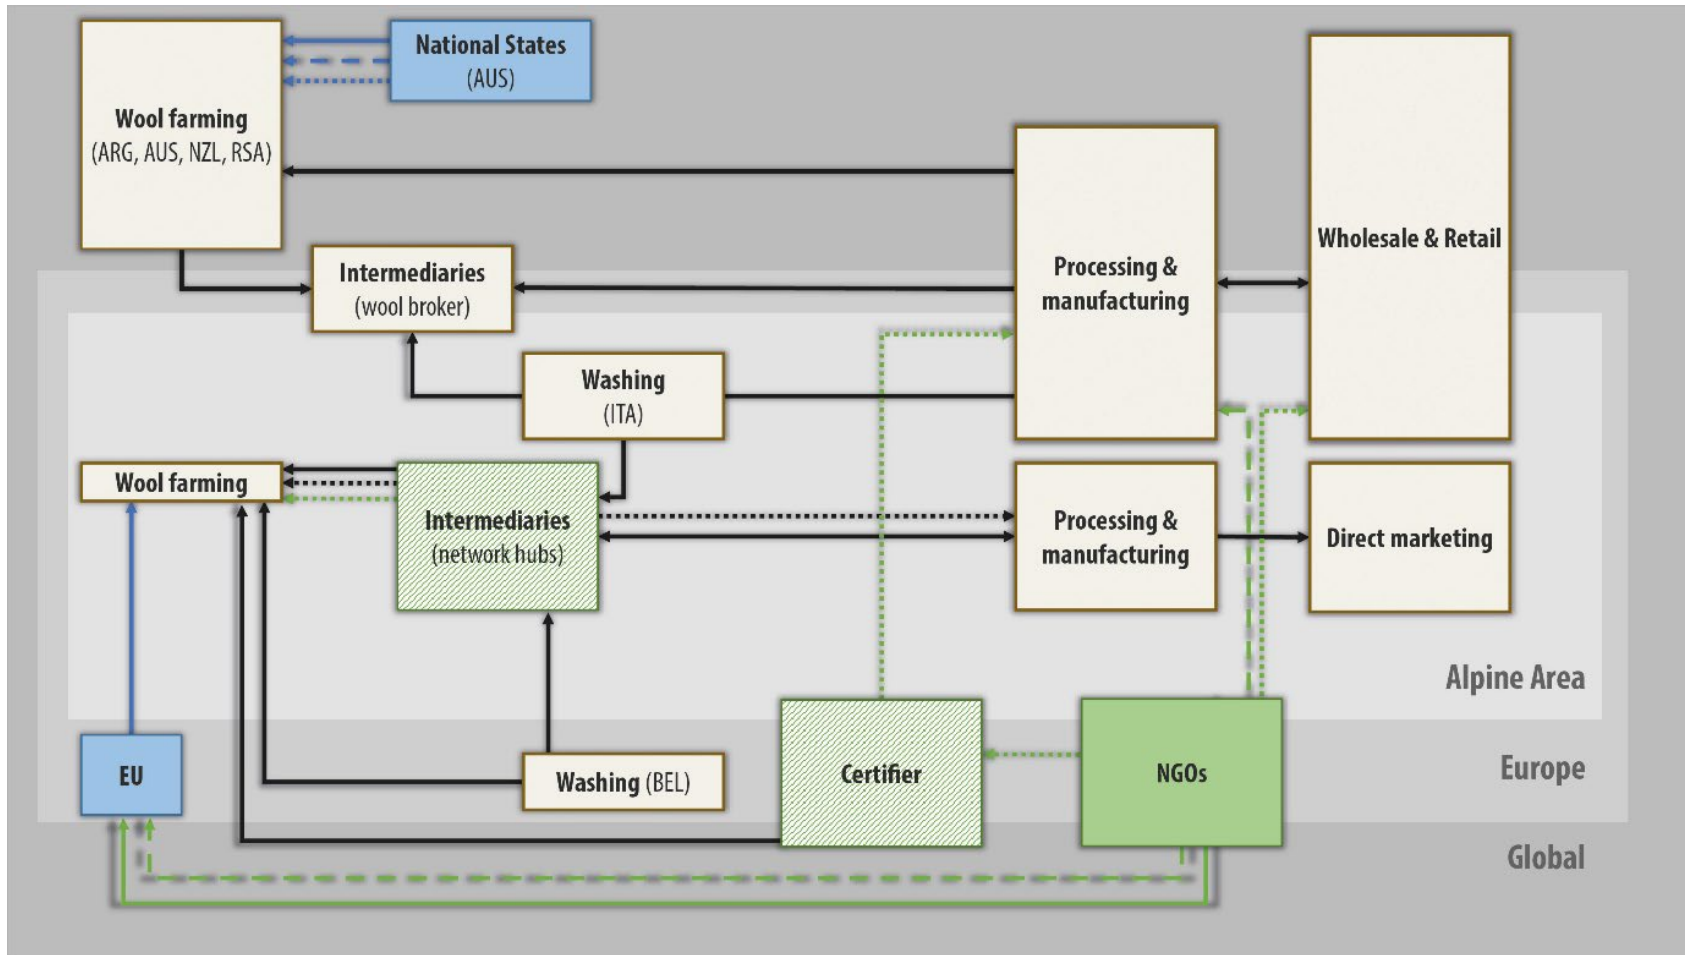 National States
(AUS)
Wool farming
(ARG, AUS, NZL, RSA)
Wholesale & Retail
Intermediaries
(wool broker)
Processing &
manufacturing
Washing
(ITA)
Wool farming
Intermediaries
(network hubs)
Processing &
manufacturing
Direct marketing
Alpine Area
EU
Washing (BEL)
Certifier
NGOs
Europe
Global